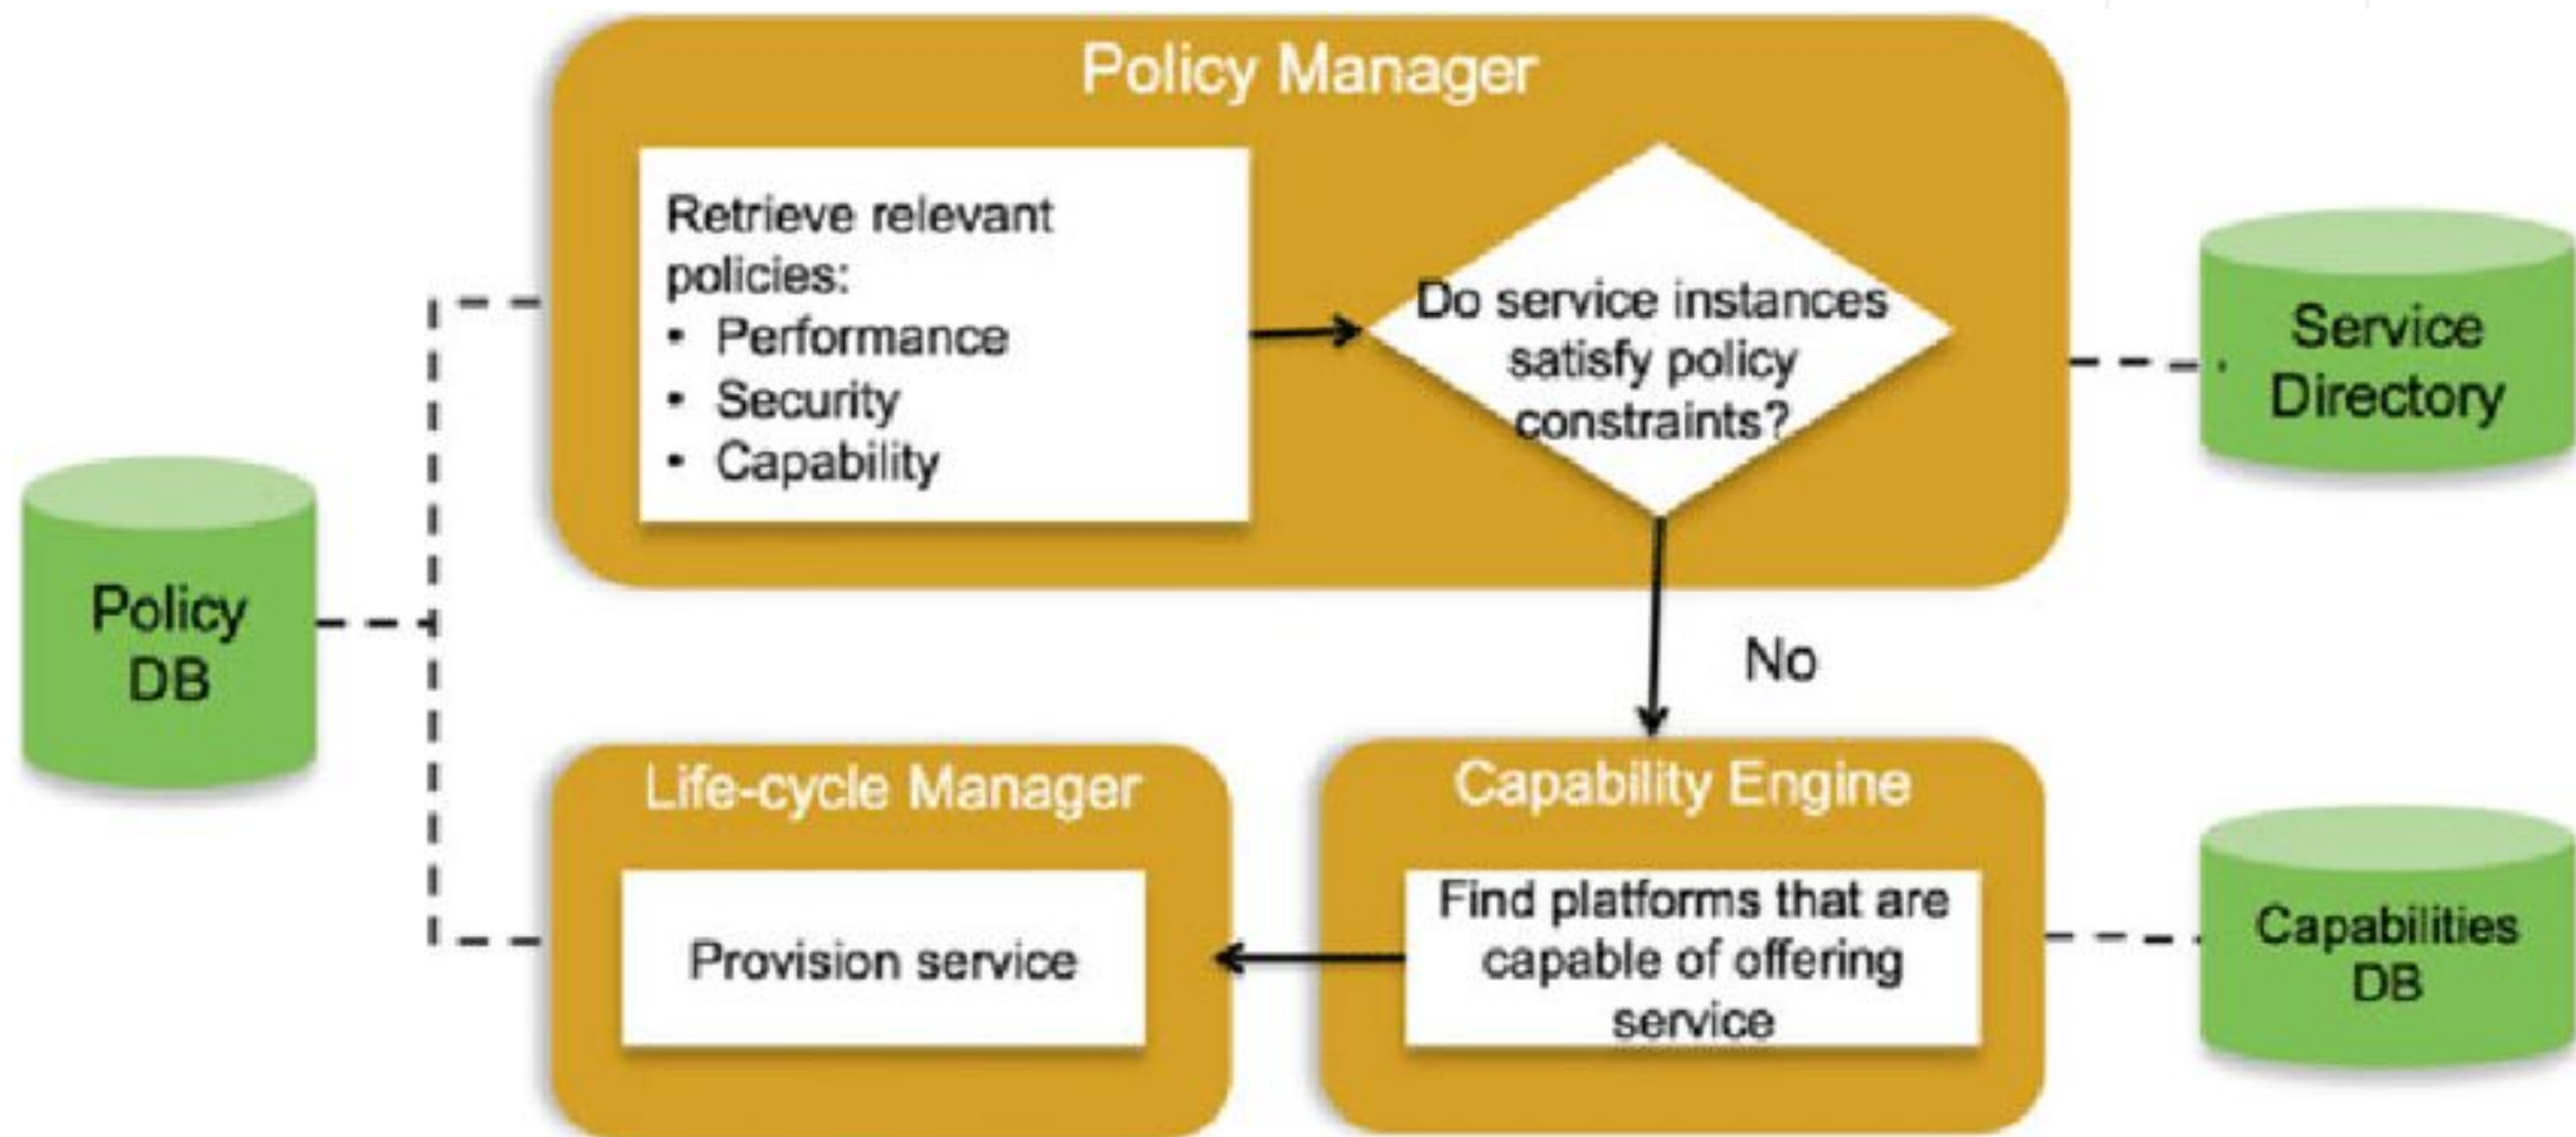 Policy Manager
Retrieve relevant
policies:
• Performance
• Security
• Capability
Do service instances
satisfy policy
constraints?
Service
Directory
Policy
DB
No
Life-cycle Manager
Provision service
Capability Engine
Find platforms that are
capable of offering
service
Capabilities
DB